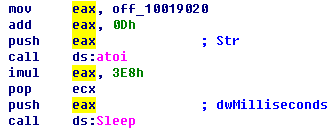 mov eax, off_10019020
add eax, 0Dh
push eax ; Str
call ds:atoi
imul eax, 3E8h
pop ecx
push eax ; dwMilliseconds
call ds:Sleep